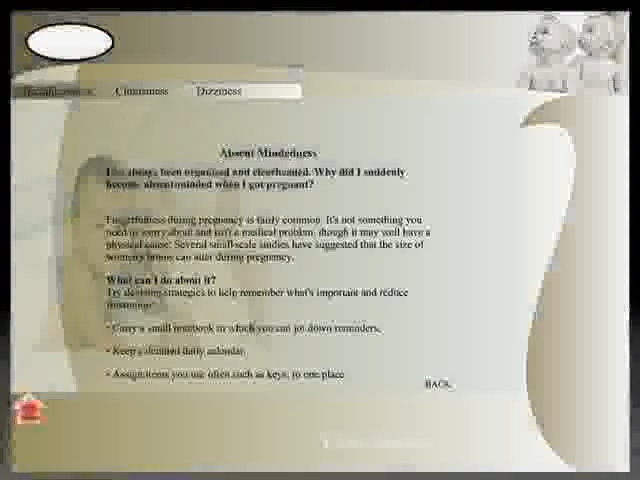 Clumsiness Dizziness
Absent Mindedness
I've always been organised and clearheaded. Why did I suddenly
become absentminded when I got pregnant?
Forgetfulness during pregnancy is fairly common. It's not something you
need to worry about and isn't a medical problem, though it may well have a
physical cause: Several small-scale studies have suggested that the size of
women's brains can alter during pregnancy.
What can I do about it?
Try devising strategies to help remember what's important and reduce
frustration:
• Carry a small notebook in which you can jot down reminders.
• Keep a detailed daily calendar.
• Assign items you use often such as keys, to one place
BACK